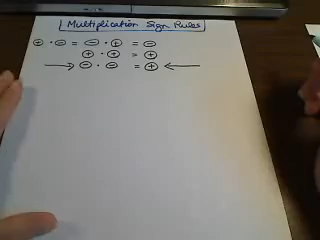 Multiplication Sign Rules
⊕ · ⊖ = ⊖ · ⊕ = ⊖
⊕ · ⊕ = ⊕
→ ⊖ · ⊖ = ⊕ ←